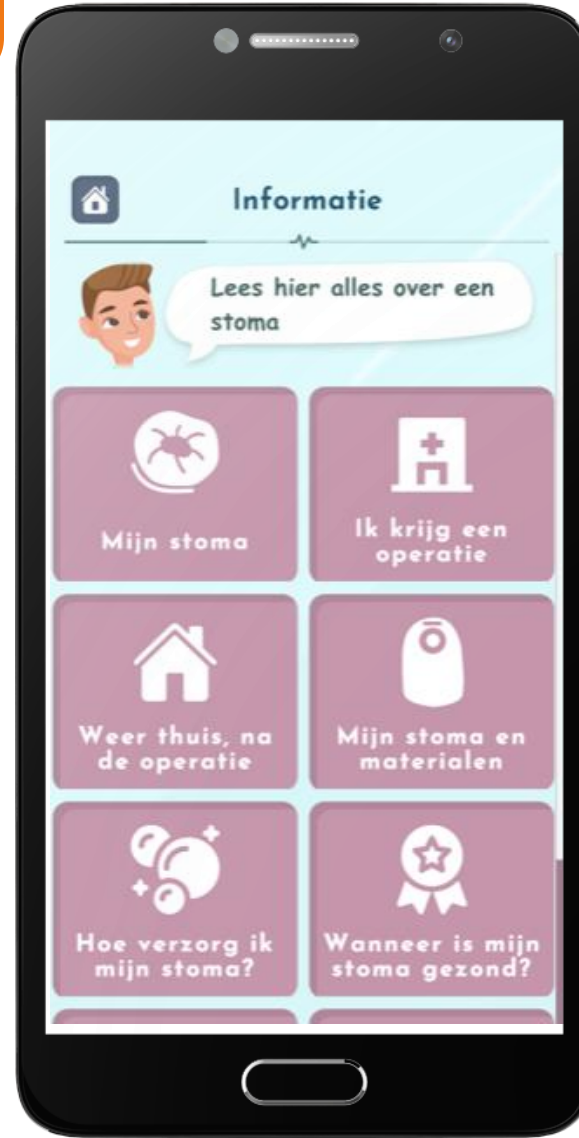 Informatie
Lees hier alles over een
stoma
Mijn stoma
Ik krijg een
operatie
Weer thuis, na
de operatie
Mijn stoma en
materialen
Hoe verzorg ik
mijn stoma?
Wanneer is mijn
stoma gezond?